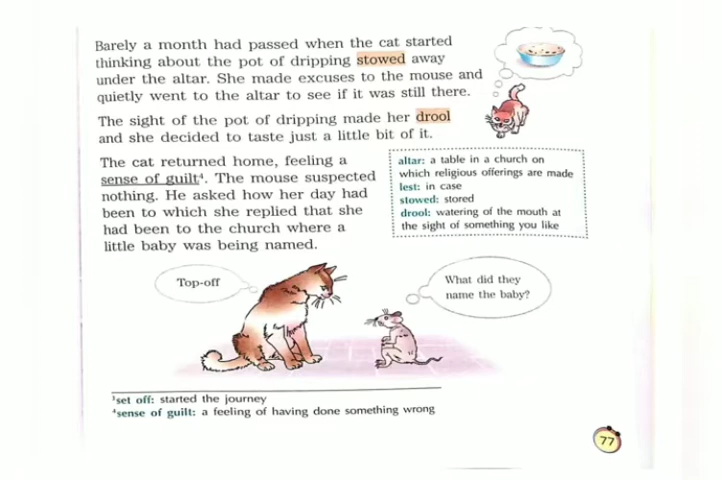 Barely a month had passed when the cat started
thinking about the pot of dripping stowed away
under the altar. She made excuses to the mouse and
quietly went to the altar to see if it was still there.
The sight of the pot of dripping made her drool
and she decided to taste just a little bit of it.
The cat returned home, feeling a
sense of guilt⁴. The mouse suspected
nothing. He asked how her day had
been to which she replied that she
had been to the church where a
little baby was being named.
altar: a table in a church on
which religious offerings are made
lest: in case
stowed: stored
drool: watering of the mouth at
the sight of something you like
Top-off
What did they
name the baby?
³set off: started the journey
⁴sense of guilt: a feeling of having done something wrong
77